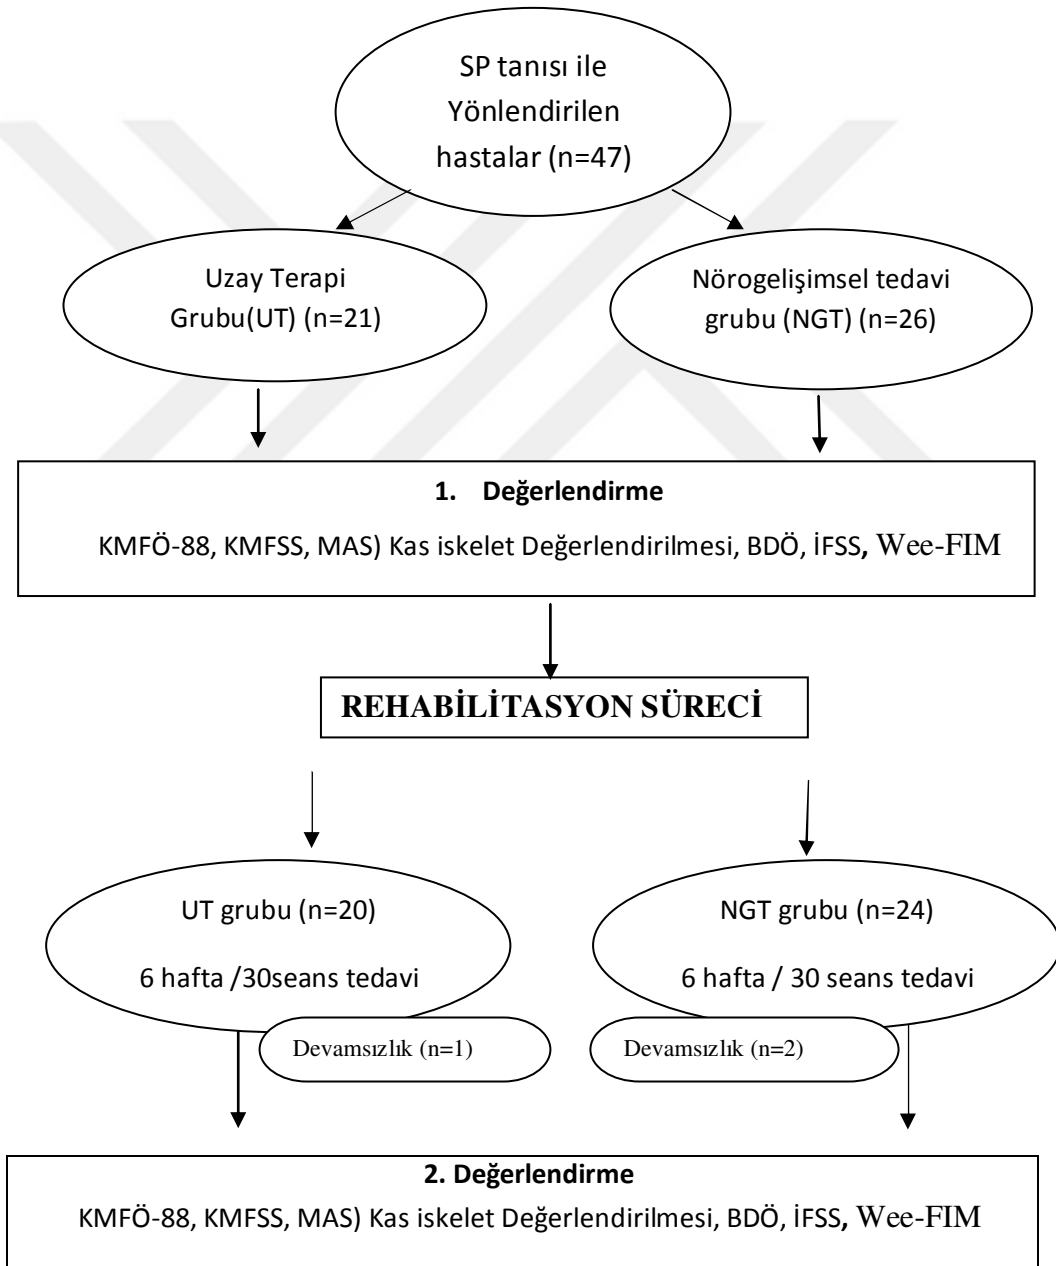 SP tanısı ile
Yönlendirilen
hastalar (n=47)
Uzay Terapi
Grubu(UT) (n=21)
Nörogelişimsel tedavi
grubu (NGT) (n=26)
1. Değerlendirme
KMFÖ-88, KMFSS, MAS) Kas iskelet Değerlendirilmesi, BDÖ, İFSS, Wee-FIM
REHABİLİTASYON SÜRECİ
UT grubu (n=20)
6 hafta /30seans tedavi
NGT grubu (n=24)
6 hafta / 30 seans tedavi
Devamsızlık (n=1)
Devamsızlık (n=2)
2. Değerlendirme
KMFÖ-88, KMFSS, MAS) Kas iskelet Değerlendirilmesi, BDÖ, İFSS, Wee-FIM